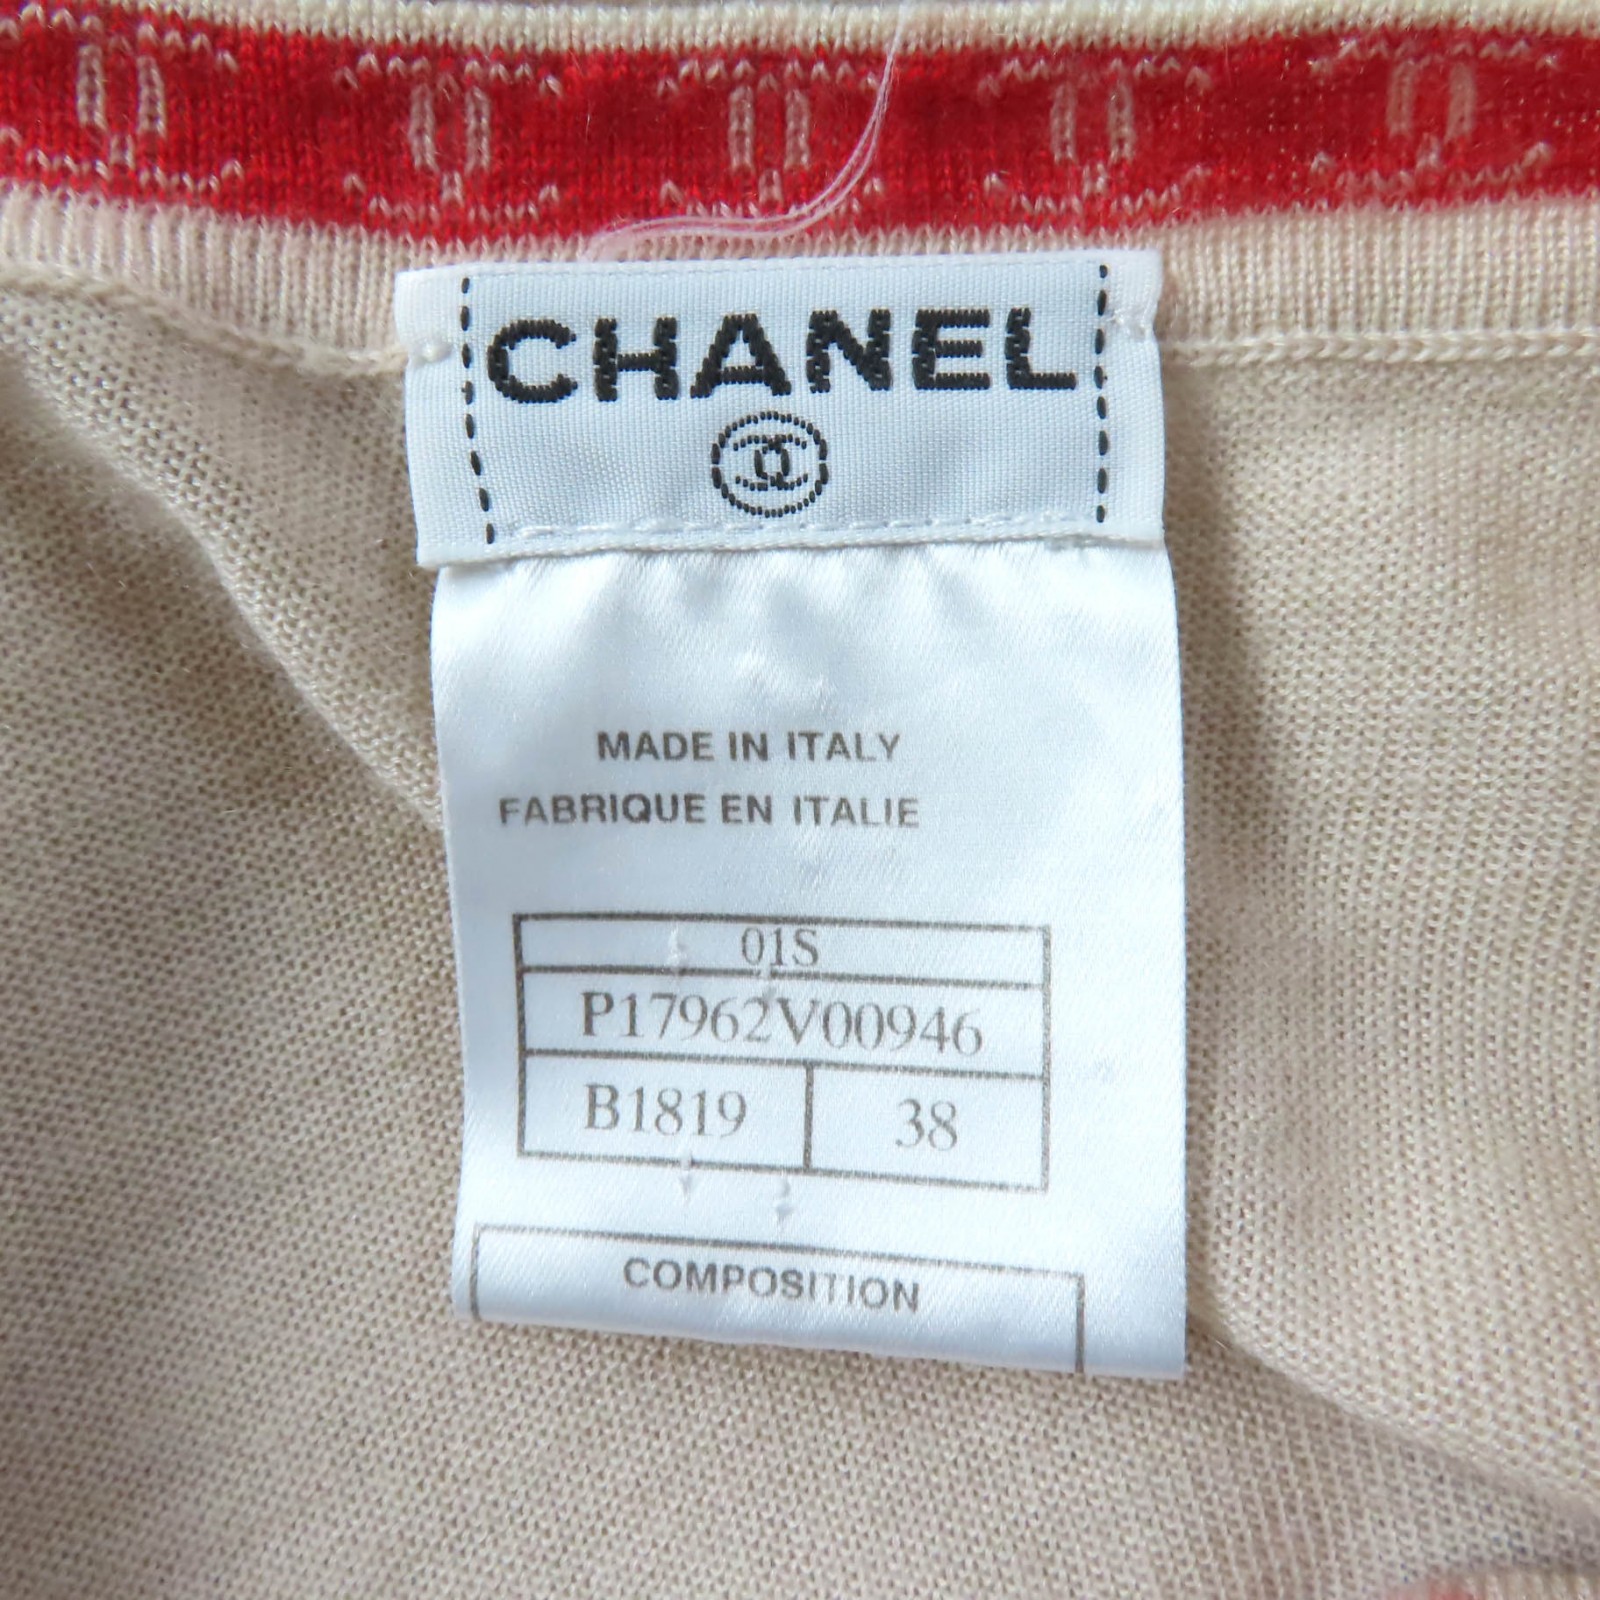 CHANEL
MADE IN ITALY
FABRIQUE EN ITALIE
01S
P17962V00946
B1819 38
COMPOSITION